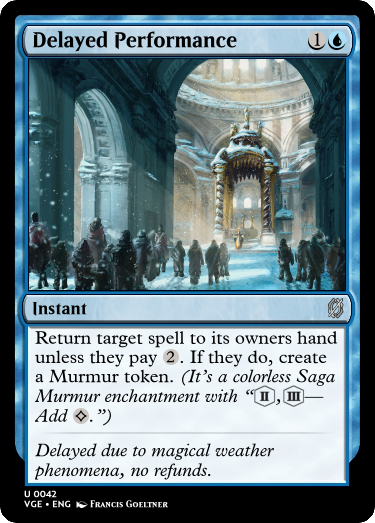 Delayed Performance 1
Instant
Return target spell to its owners hand
unless they pay 2. If they do, create
a Murmur token. (It's a colorless Saga
Murmur enchantment with “II,III—
Add .”)
Delayed due to magical weather
phenomena, no refunds.
U 0042
VGE • ENG Francis Goeltner